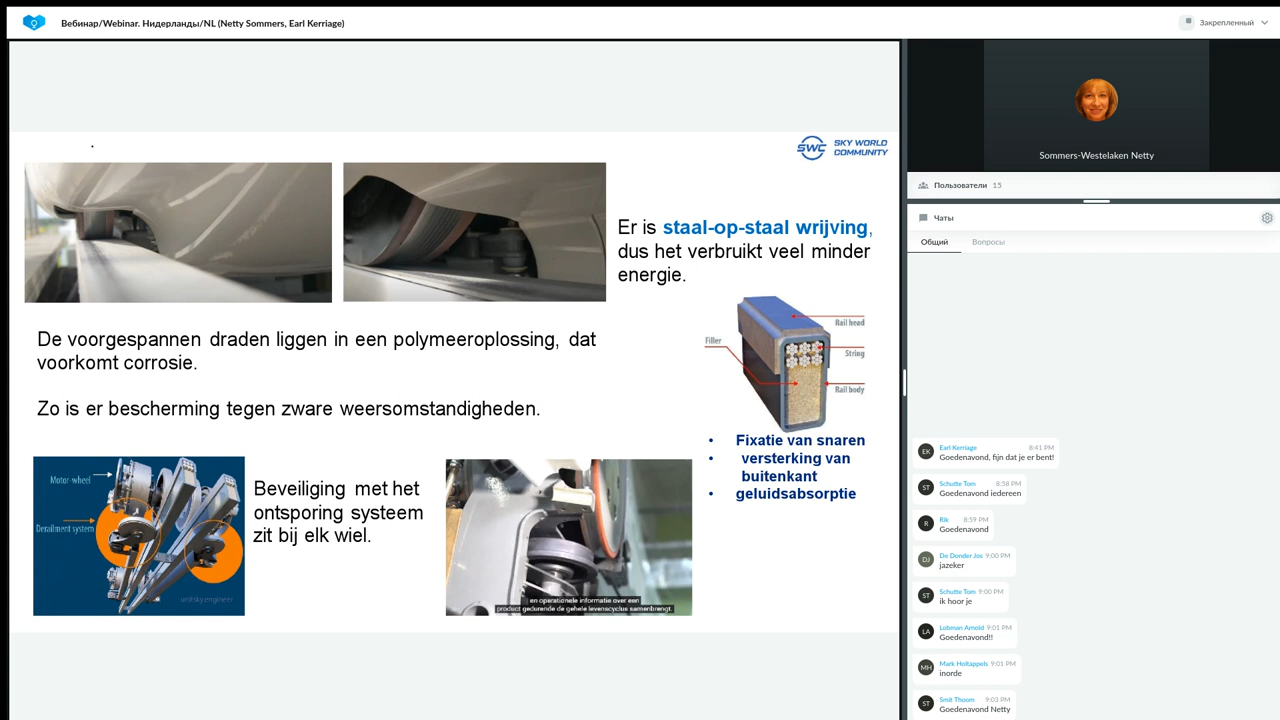 Вебинар/Webinar. Нидерланды/NL (Netty Sommers, Earl Kerriage)
Закрепленный
SWC
SKY WORLD
COMMUNITY
Er is staal-op-staal wrijving,
dus het verbruikt veel minder
energie.
De voorgespannen draden liggen in een polymeeroplossing, dat
voorkomt corrosie.
Zo is er bescherming tegen zware weersomstandigheden.
Rail head
Filler
String
Rail body
• Fixatie van snaren
• versterking van
buitenkant
• geluidsabsorptie
Motor-wheel
Derailment system
unitsky.engineer
Beveiliging met het
ontsporing systeem
zit bij elk wiel.
en operationele informatie over een
product gedurende de gehele levenscyclus samenbrengt.
Sommers-Westelaken Netty
Пользователи 15
Чаты
Общий
Вопросы
EK
Earl Kerriage 8:41 PM
Goedenavond, fijn dat je er bent!
ST
Schutte Tom 8:58 PM
Goedenavond iedereen
R
Rik 8:59 PM
Goedenavond
DJ
De Donder Jos 9:00 PM
jazeker
ST
Schutte Tom 9:00 PM
ik hoor je
LA
Lobman Arnold 9:01 PM
Goedenavond!!
MH
Mark Holtappels 9:01 PM
inorde
ST
Smit Thoom 9:03 PM
Goedenavond Netty